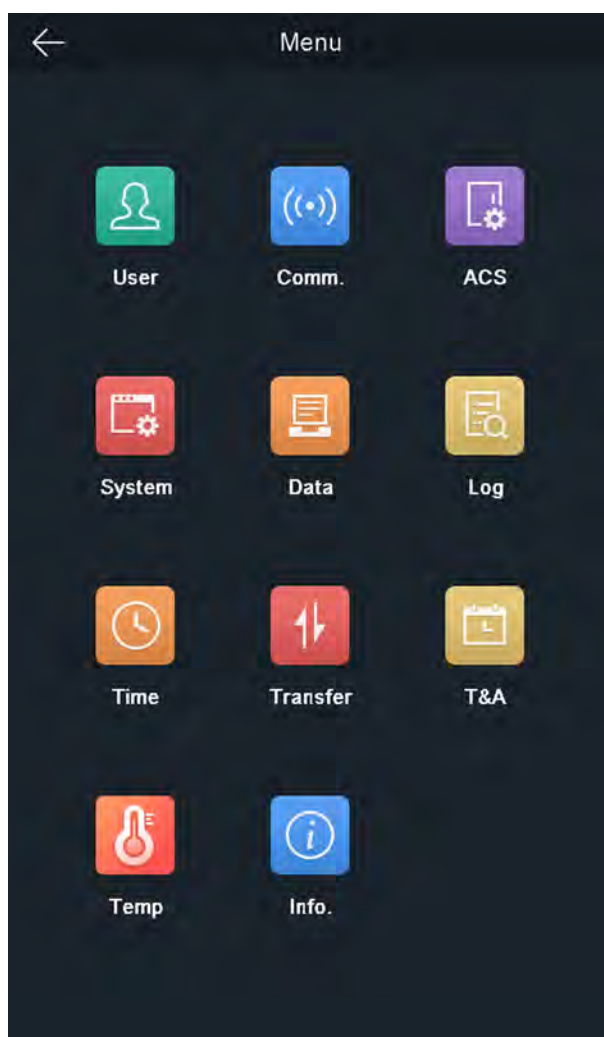 Menu
User Comm. ACS
System Data Log
Time Transfer T&A
Temp Info.